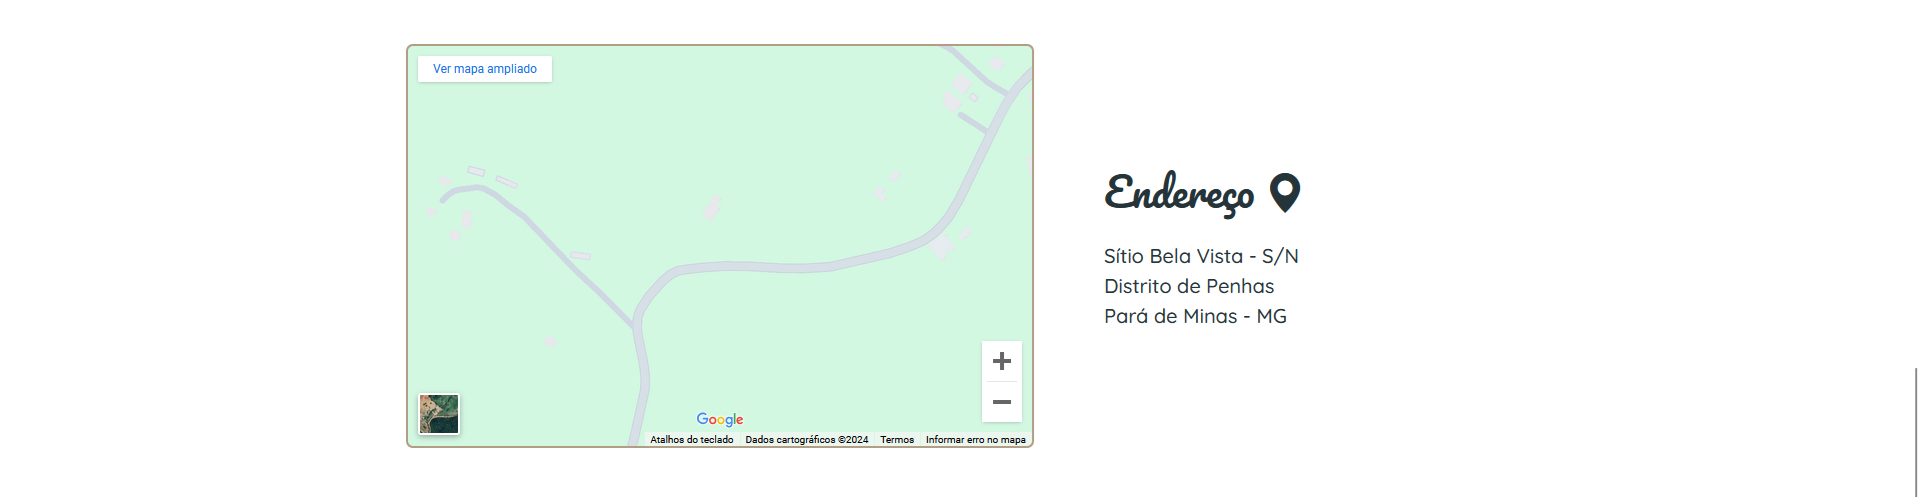 Ver mapa ampliado
Google
Atalhos do teclado
Dados cartográficos ©2024
Termos
Informar erro no mapa
Endereço
Sítio Bela Vista - S/N
Distrito de Penhas
Pará de Minas - MG